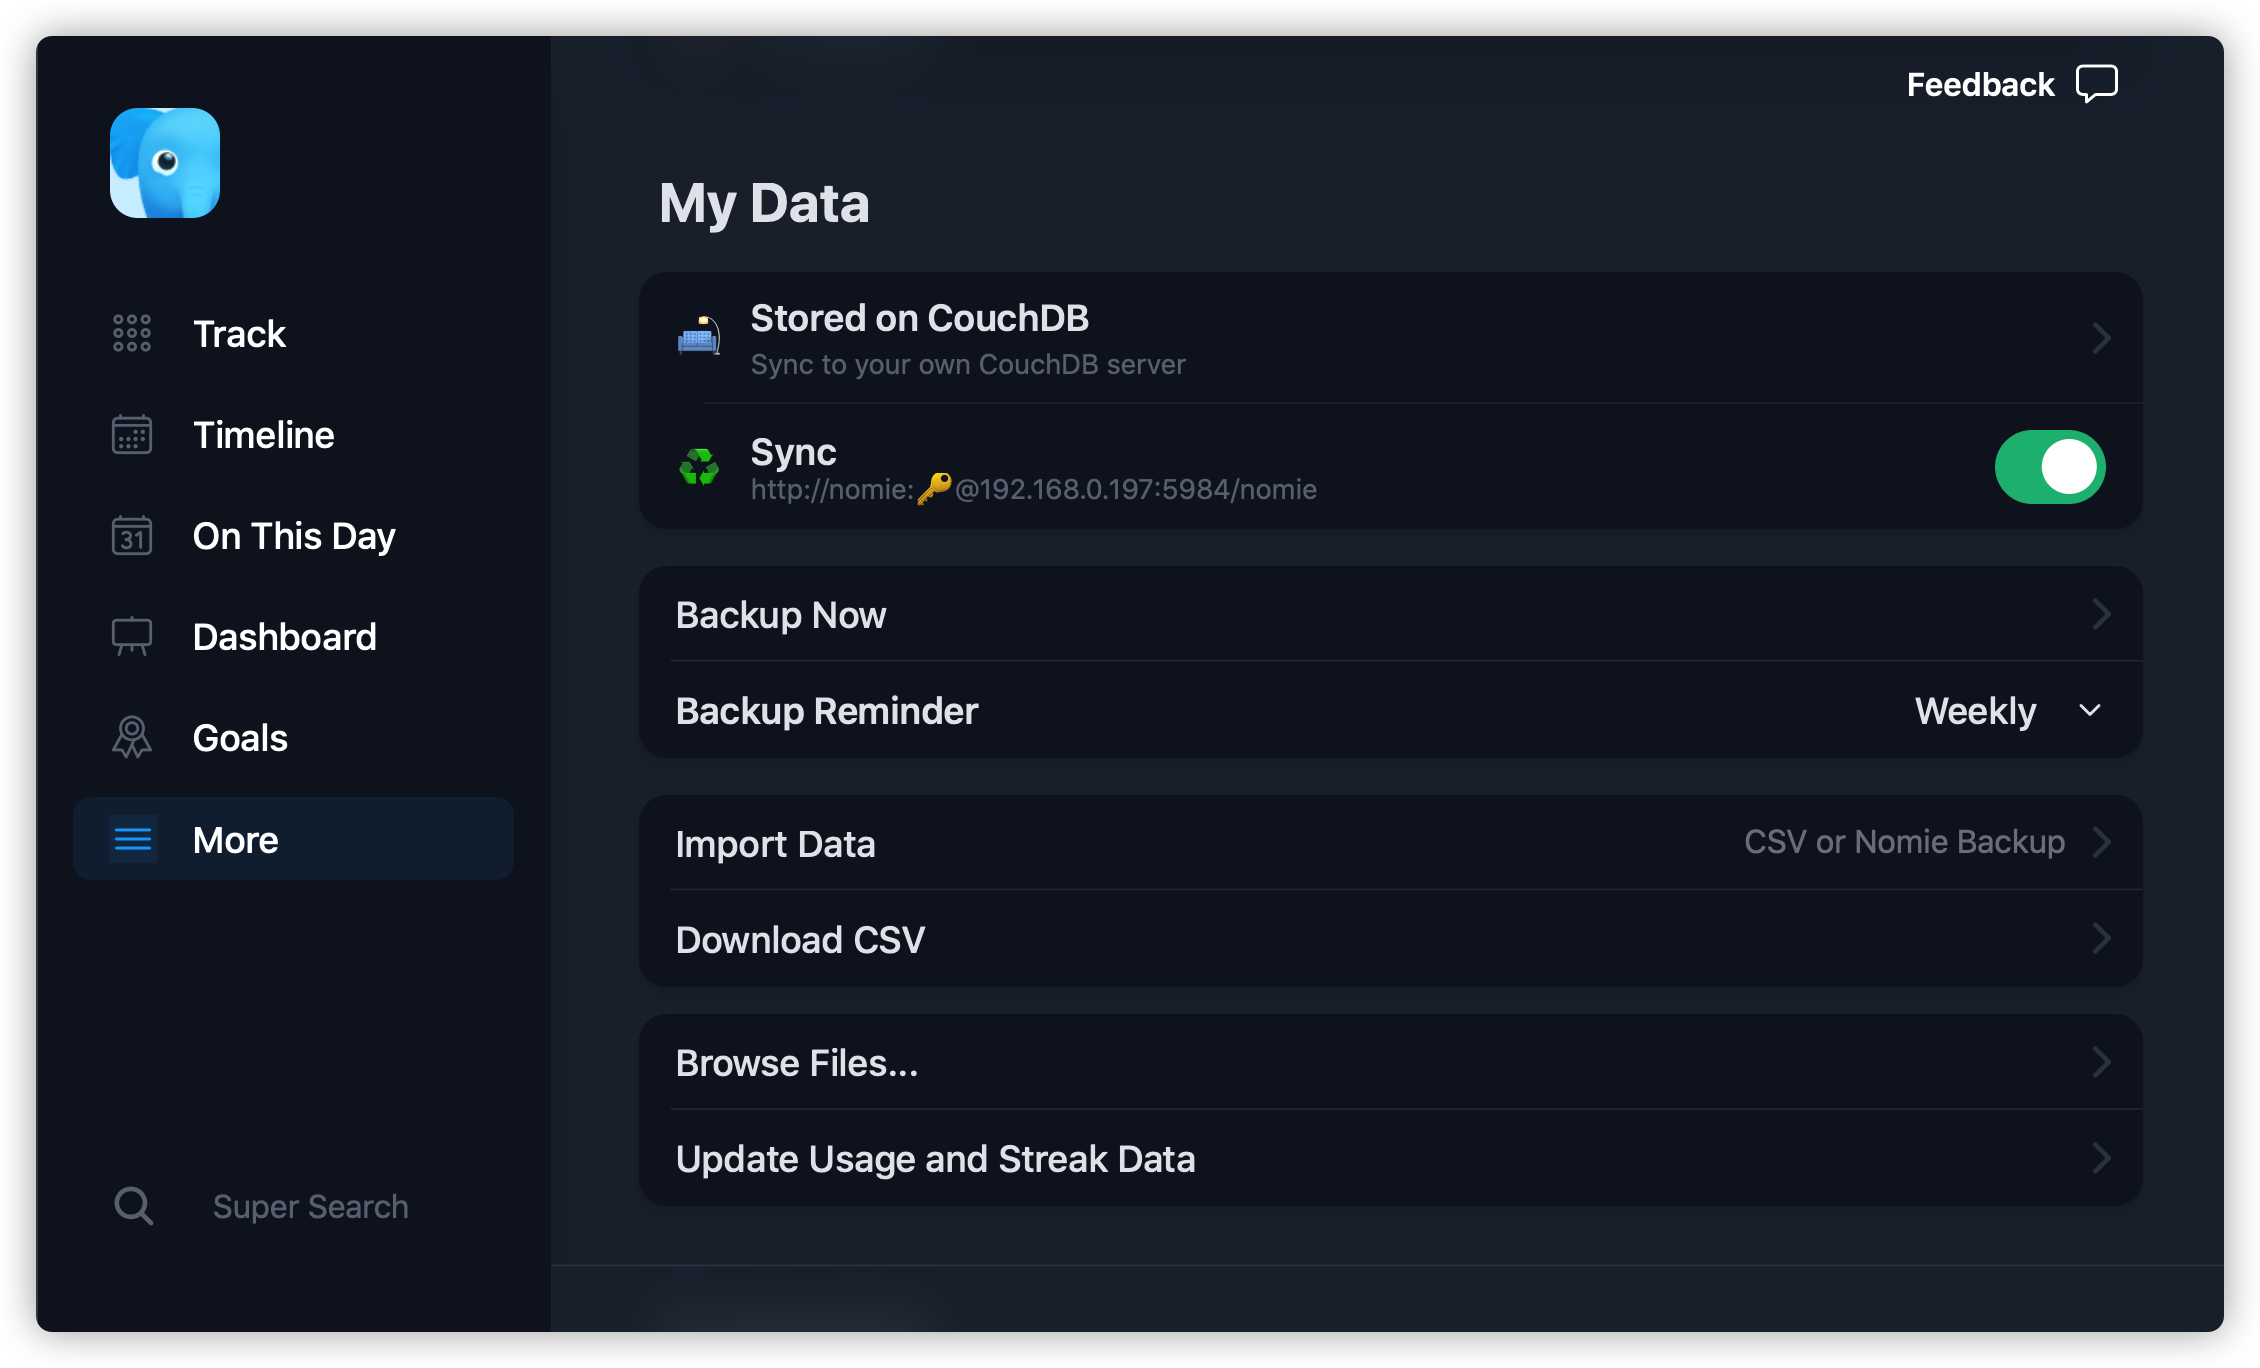 Feedback
My Data
Track
Timeline
31
On This Day
Dashboard
Goals
More
Super Search
Stored on CouchDB
Sync to your own CouchDB server
Sync
http://nomie:🔑@192.168.0.197:5984/nomie
Backup Now
Backup Reminder
Weekly
Import Data
CSV or Nomie Backup
Download CSV
Browse Files...
Update Usage and Streak Data